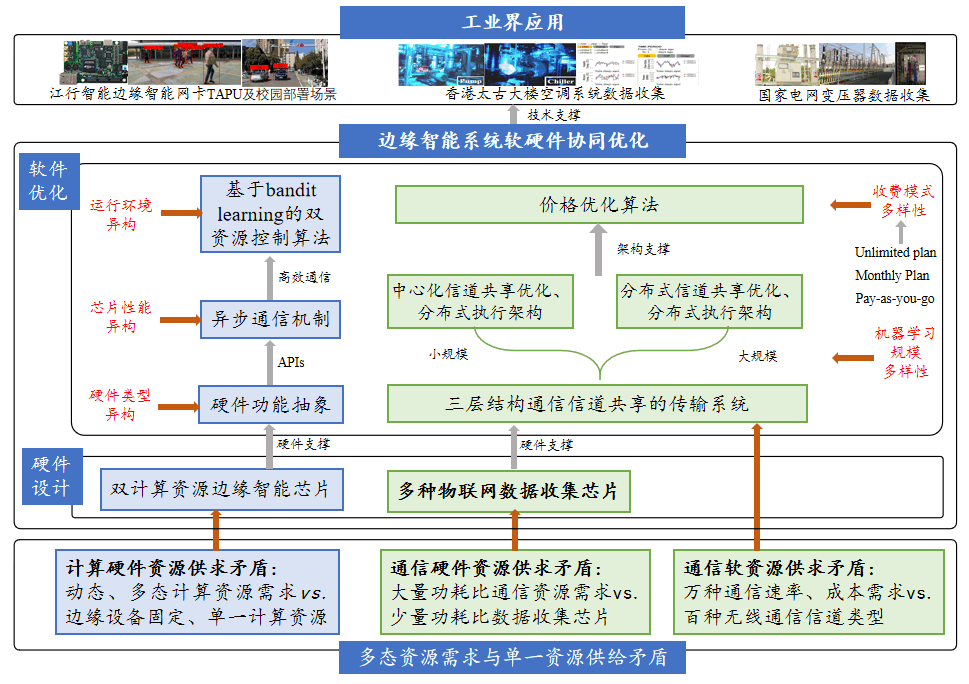 工业界应用
Pump
Chiller
江行智能边缘智能网卡TAPU及校园部署场景
香港太古大楼空调系统数据收集
国家电网变压器数据收集
技术支撑
边缘智能系统软硬件协同优化
软件
优化
运行环境
异构
基于bandit
learning的双
资源控制算法
价格优化算法
收费模式
多样性
高效通信
架构支撑
Unlimited plan
Monthly Plan
Pay-as-you-go
芯片性能
异构
异步通信机制
中心化信道共享优化、
分布式执行架构
分布式信道共享优化、
分布式执行架构
机器学习
规模
多样性
APIs
小规模
大规模
硬件类型
异构
硬件功能抽象
三层结构通信信道共享的传输系统
硬件支撑
硬件支撑
硬件
设计
双计算资源边缘智能芯片
多种物联网数据收集芯片
计算硬件资源供求矛盾:
动态、多态计算资源需求vs.
边缘设备固定、单一计算资源
通信硬件资源供求矛盾:
大量功耗比通信资源需求vs.
少量功耗比数据收集芯片
通信软资源供求矛盾:
万种通信速率、成本需求vs.
百种无线通信信道类型
多态资源需求与单一资源供给矛盾